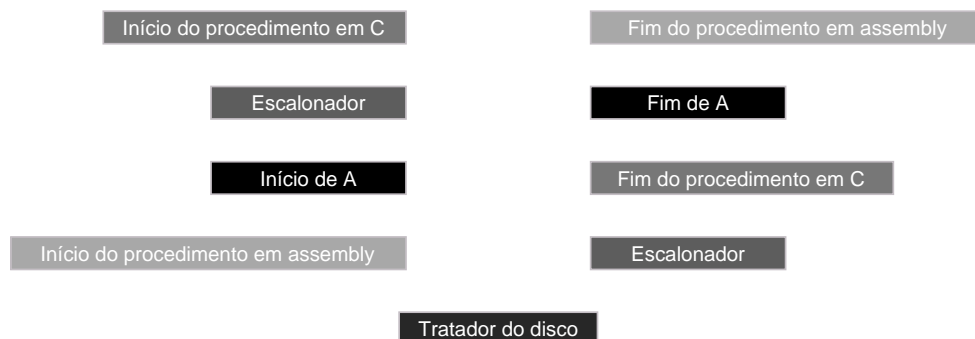 Início do procedimento em C
Fim do procedimento em assembly
Escalonador
Fim de A
Início de A
Fim do procedimento em C
Início do procedimento em assembly
Escalonador
Tratador do disco